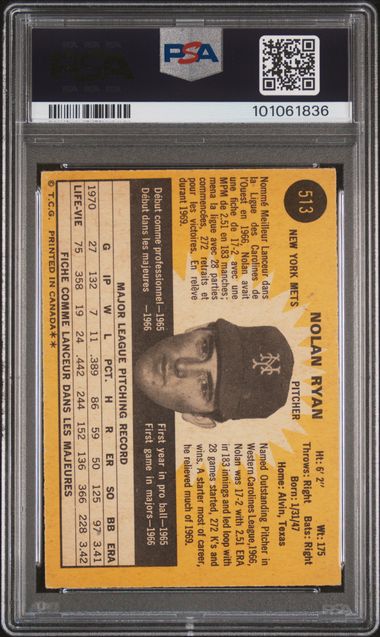 PSA
PSA
101061836
513
NEW YORK METS
NOLAN RYAN
PITCHER
Ht: 6' 2" Wt: 175
Throws: Right Bats: Right
Born: 1/31/47
Home: Alvin, Texas
Nommé Meilleur Lanceur dans
la Ligue des Carolines de
l'Ouest en 1966, Nolan avait
une fiche de 17-2 avec une
MPM de 2.51 en 183 manches;
mena la ligue avec 28 parties
commencées, 272 retraits et
pour les victoires. En relève
durant 1969.
NY
Named Outstanding Pitcher in
Western Carolines League, 1966,
Nolan was 17-2 with 2.51 ERA
in 183 innings and led loop with
28 games started, 272 K's and
wins. A starter most of career,
he relieved much of 1969.
Début comme professionnel—1965
Début dans les majeures —1966
First year in pro ball—1965
First game in majors—1966
MAJOR LEAGUE PITCHING RECORD
G IP W L PCT. H R ER SO BB ERA
1970 27 132 7 11 .389 86 59 50 125 97 3.41
LIFE-VIE 75 358 19 24 .442 244 152 136 366 228 3.42
FICHE COMME LANCEUR DANS LES MAJEURES
© T.C.G. PRINTED IN CANADA**